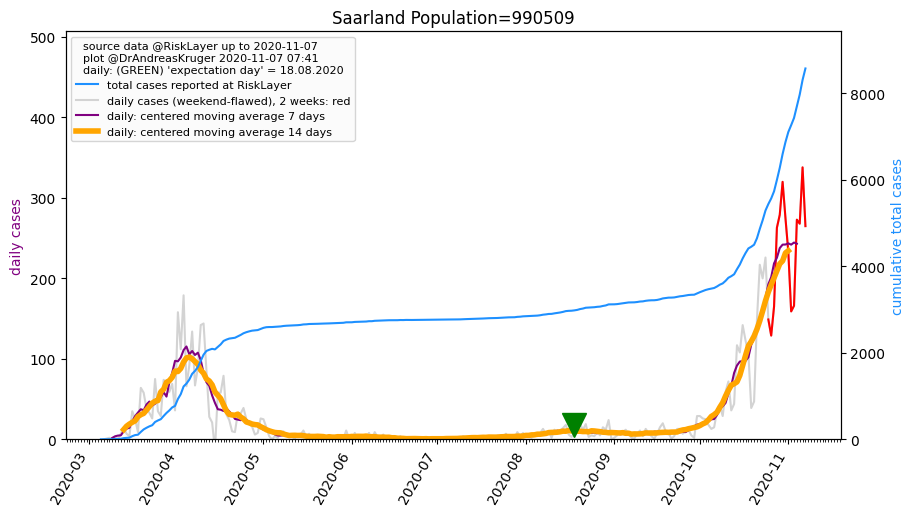 Saarland Population=990509
source data @RiskLayer up to 2020-11-07
plot @DrAndreasKruger 2020-11-07 07:41
daily: (GREEN) 'expectation day' = 18.08.2020
total cases reported at RiskLayer
daily cases (weekend-flawed), 2 weeks: red
daily: centered moving average 7 days
daily: centered moving average 14 days
daily cases
500
400
300
200
100
0
cumulative total cases
8000
6000
4000
2000
0
2020-03
2020-04
2020-05
2020-06
2020-07
2020-08
2020-09
2020-10
2020-11